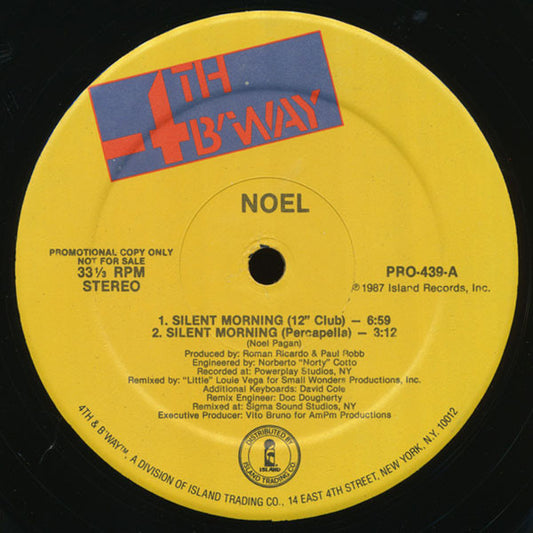 4TH
B'WAY
NOEL
PROMOTIONAL COPY ONLY
NOT FOR SALE
33 1/3 RPM
STEREO
PRO-439-A
℗1987 Island Records, Inc.
1. SILENT MORNING (12" Club) — 6:59
2. SILENT MORNING (Percapella) — 3:12
(Noel Pagan)
Produced by: Roman Ricardo & Paul Robb
Engineered by: Norberto "Norty" Cotto
Recorded at: Powerplay Studios, NY
Remixed by: "Little" Louie Vega for Small Wonders Productions, Inc.
Additional Keyboards: David Cole
Remix Engineer: Doc Dougherty
Remixed at: Sigma Sound Studios, NY
Executive Producer: Vito Bruno for AmPm Productions
DISTRIBUTED BY
ISLAND
ISLAND TRADING CO
4TH & B'WAY™, A DIVISION OF ISLAND TRADING CO., 14 EAST 4TH STREET, NEW YORK, N.Y. 10012